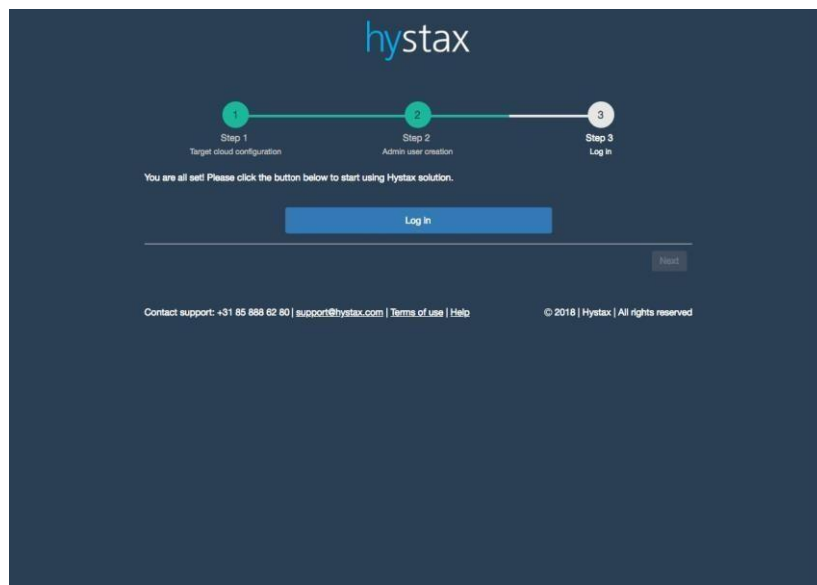 hystax
1 2 3
Step 1 Step 2 Step 3
Target cloud configuration Admin user creation Log in
You are all set! Please click the button below to start using Hystax solution.
Log in
Next
Contact support: +31 85 888 62 80 | support@hystax.com | Terms of use | Help © 2018 | Hystax | All rights reserved